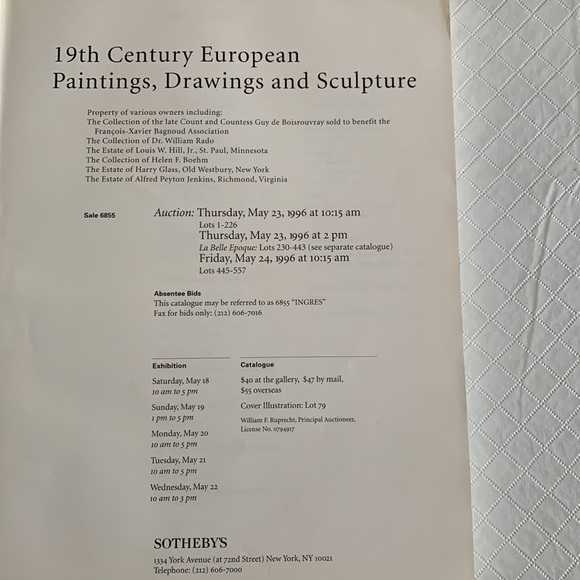 19th Century European
Paintings, Drawings and Sculpture
Property of various owners including:
The Collection of the late Count and Countess Guy de Boisrouvray sold to benefit the
François-Xavier Bagnoud Association
The Collection of Dr. William Rado
The Estate of Louis W. Hill, Jr., St. Paul, Minnesota
The Collection of Helen F. Boehm
The Estate of Harry Glass, Old Westbury, New York
The Estate of Alfred Peyton Jenkins, Richmond, Virginia
Sale 6855
Auction: Thursday, May 23, 1996 at 10:15 am
Lots 1-226
Thursday, May 23, 1996 at 2 pm
La Belle Epoque: Lots 230-443 (see separate catalogue)
Friday, May 24, 1996 at 10:15 am
Lots 445-557
Absentee Bids
This catalogue may be referred to as 6855 "INGRES"
Fax for bids only: (212) 606-7016
Exhibition
Saturday, May 18
10 am to 5 pm
Sunday, May 19
1 pm to 5 pm
Monday, May 20
10 am to 5 pm
Tuesday, May 21
10 am to 5 pm
Wednesday, May 22
10 am to 3 pm
Catalogue
$40 at the gallery, $47 by mail,
$55 overseas
Cover Illustration: Lot 79
William F. Ruprecht, Principal Auctioneer,
License No. 0794917
SOTHEBY'S
1334 York Avenue (at 72nd Street) New York, NY 10021
Telephone: (212) 606-7000